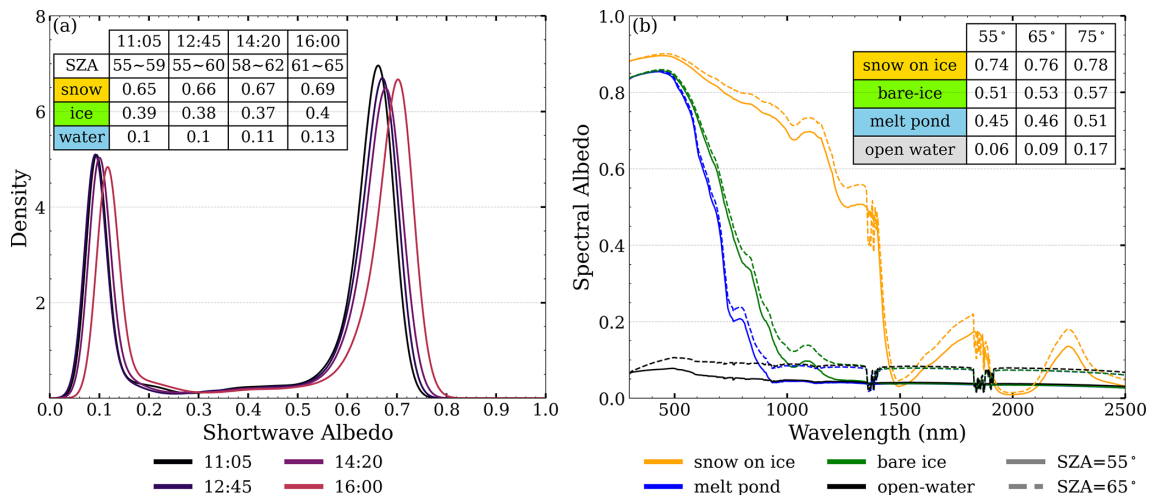 (a)
11:05 12:45 14:20 16:00
SZA 55~59 55~60 58~62 61~65
snow 0.65 0.66 0.67 0.69
ice 0.39 0.38 0.37 0.4
water 0.1 0.1 0.11 0.13
8
6
4
2
Density
0.0 0.1 0.2 0.3 0.4 0.5 0.6 0.7 0.8 0.9 1.0
Shortwave Albedo
11:05
12:45
14:20
16:00
(b)
55° 65° 75°
snow on ice 0.74 0.76 0.78
bare-ice 0.51 0.53 0.57
melt pond 0.45 0.46 0.51
open water 0.06 0.09 0.17
1.0
0.8
0.6
0.4
0.2
0.0
Spectral Albedo
500 1000 1500 2000 2500
Wavelength (nm)
snow on ice
melt pond
bare ice
open-water
SZA=55°
SZA=65°